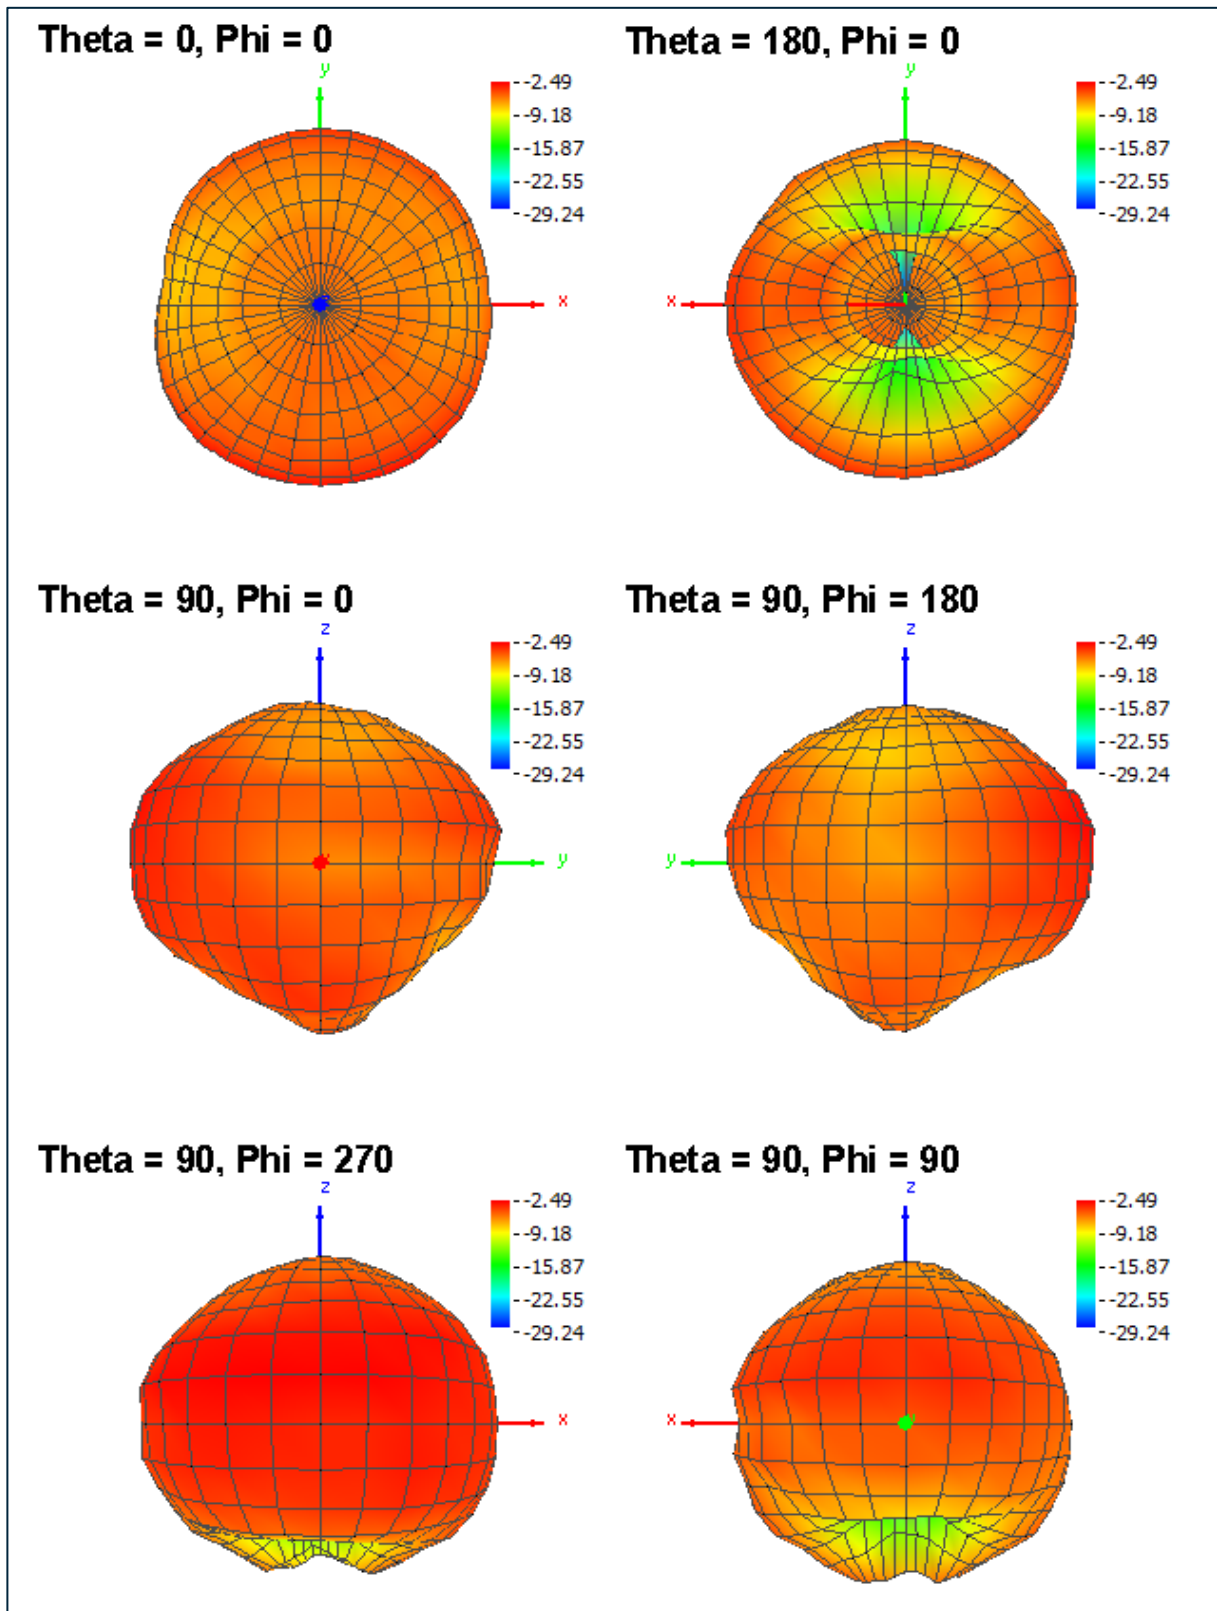 Theta = 0, Phi = 0
y
--2.49
--9.18
--15.87
--22.55
--29.24
x
Theta = 180, Phi = 0
y
--2.49
--9.18
--15.87
--22.55
--29.24
x
Theta = 90, Phi = 0
z
--2.49
--9.18
--15.87
--22.55
--29.24
y
Theta = 90, Phi = 180
z
--2.49
--9.18
--15.87
--22.55
--29.24
y
Theta = 90, Phi = 270
z
--2.49
--9.18
--15.87
--22.55
--29.24
x
Theta = 90, Phi = 90
z
--2.49
--9.18
--15.87
--22.55
--29.24
x